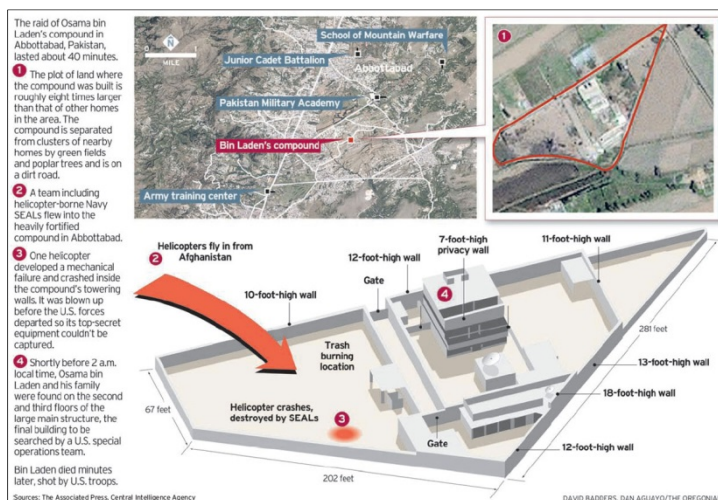 The raid of Osama bin
Laden's compound in
Abbottabad, Pakistan,
lasted about 40 minutes.
1 The plot of land where
the compound was built is
roughly eight times larger
than that of other homes
in the area. The
compound is separated
from clusters of nearby
homes by green fields
and poplar trees and is on
a dirt road.
2 A team including
helicopter-borne Navy
SEALs flew into the
heavily fortified
compound in Abbottabad.
3 One helicopter
developed a mechanical
failure and crashed inside
the compound's towering
walls. It was blown up
before the U.S. forces
departed so its top-secret
equipment couldn't be
captured.
4 Shortly before 2 a.m.
local time, Osama bin
Laden and his family
were found on the second
and third floors of the
large main structure, the
final building to be
searched by a U.S. special
operations team.
Bin Laden died minutes
later, shot by U.S. troops.
Sources: The Associated Press, Central Intelligence Agency
N
0 1
MILE
School of Mountain Warfare
Junior Cadet Battalion
Abbottabad
Pakistan Military Academy
Bin Laden's compound
Army training center
1
Helicopters fly in from
Afghanistan
2
10-foot-high wall
Gate
12-foot-high wall
7-foot-high
privacy wall
4
11-foot-high wall
281 feet
13-foot-high wall
18-foot-high wall
12-foot-high wall
Trash
burning
location
67 feet
Helicopter crashes,
destroyed by SEALs
3
Gate
202 feet
DAVID BADDERS, DAN AGUAYO/THE OREGONIAN